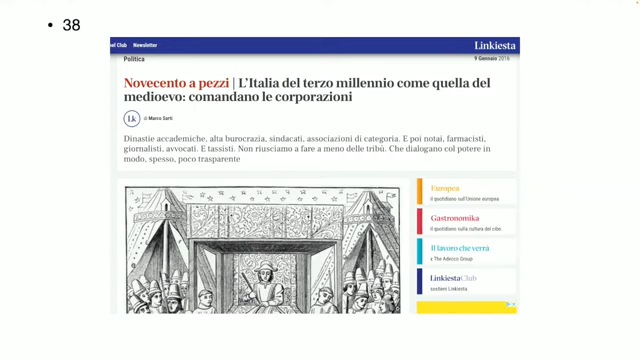 • 38
nel Club Newsletter Linkiesta
Politica 9 Gennaio 2016
Novecento a pezzi | L'Italia del terzo millennio come quella del
medioevo: comandano le corporazioni
Lk di Marco Sarti
Dinastie accademiche, alta burocrazia, sindacati, associazioni di categoria. E poi notai, farmacisti,
giornalisti, avvocati. E tassisti. Non riusciamo a fare a meno delle tribù. Che dialogano col potere in
modo, spesso, poco trasparente
Europea
il quotidiano sull'Unione europea
Gastronomika
il quotidiano sulla cultura del cibo
Il lavoro che verrà
x The Adecco Group
LinkiestaClub
sostieni Linkiesta